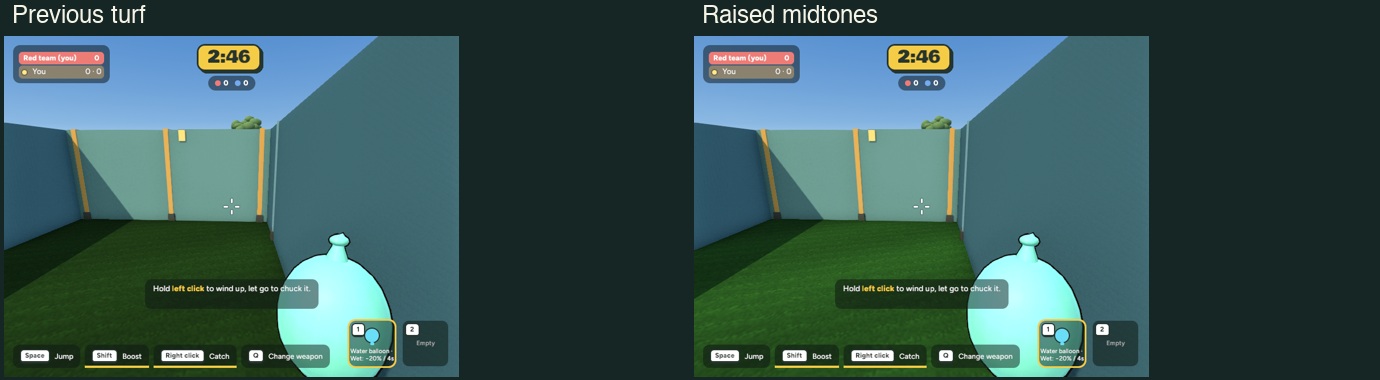 Previous turf
Raised midtones
Red team (you) 0
You 0 · 0
2:46
0 0
Hold left click to wind up, let go to chuck it.
Space Jump
Shift Boost
Right click Catch
Q Change weapon
1
Water balloon
Wet: -20% / 4s
2
Empty
Red team (you) 0
You 0 · 0
2:46
0 0
Hold left click to wind up, let go to chuck it.
Space Jump
Shift Boost
Right click Catch
Q Change weapon
1
Water balloon
Wet: -20% / 4s
2
Empty